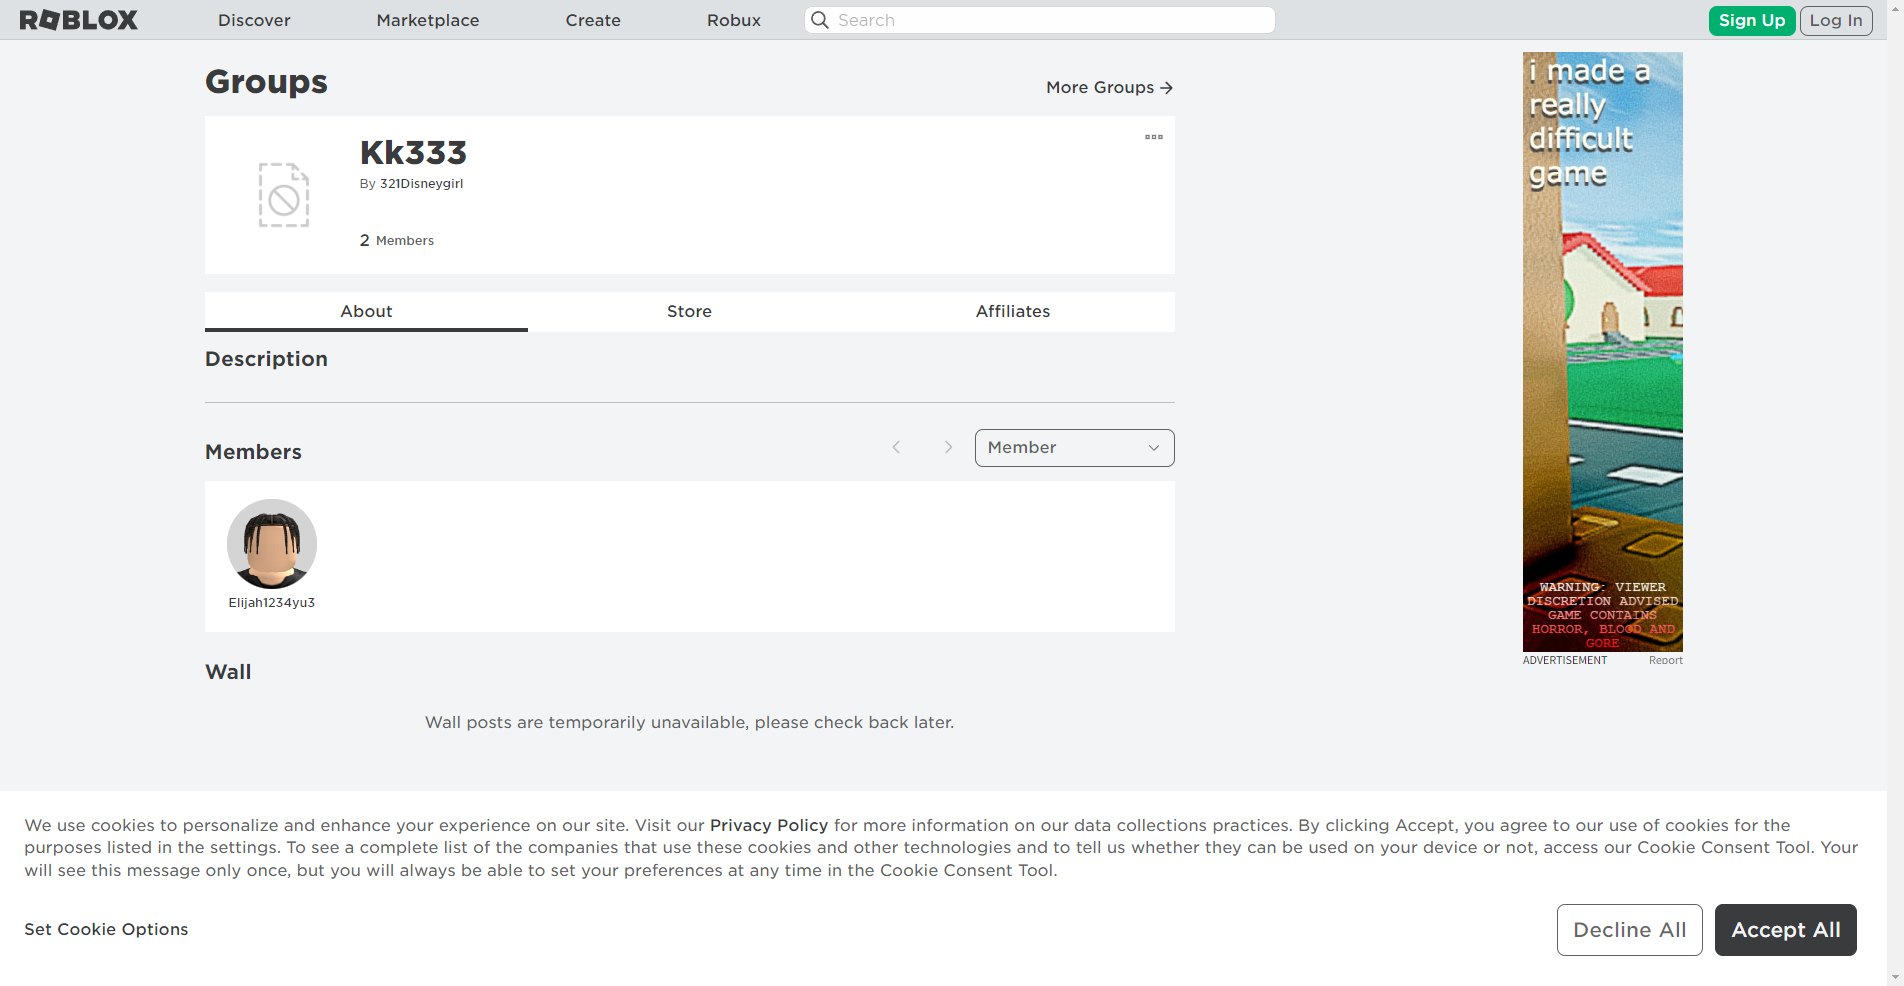 ROBLOX
Discover
Marketplace
Create
Robux
Search
Sign Up
Log In
Groups
More Groups
Kk333
By 321Disneygirl
2 Members
About
Store
Affiliates
Description
Members
Member
Elijah1234yu3
Wall
Wall posts are temporarily unavailable, please check back later.
i made a
really
difficult
game
WARNING: VIEWER
DISCRETION ADVISED
GAME CONTAINS
HORROR, BLOOD AND
GORE
ADVERTISEMENT
Report
We use cookies to personalize and enhance your experience on our site. Visit our Privacy Policy for more information on our data collections practices. By clicking Accept, you agree to our use of cookies for the
purposes listed in the settings. To see a complete list of the companies that use these cookies and other technologies and to tell us whether they can be used on your device or not, access our Cookie Consent Tool. Your
will see this message only once, but you will always be able to set your preferences at any time in the Cookie Consent Tool.
Set Cookie Options
Decline All
Accept All